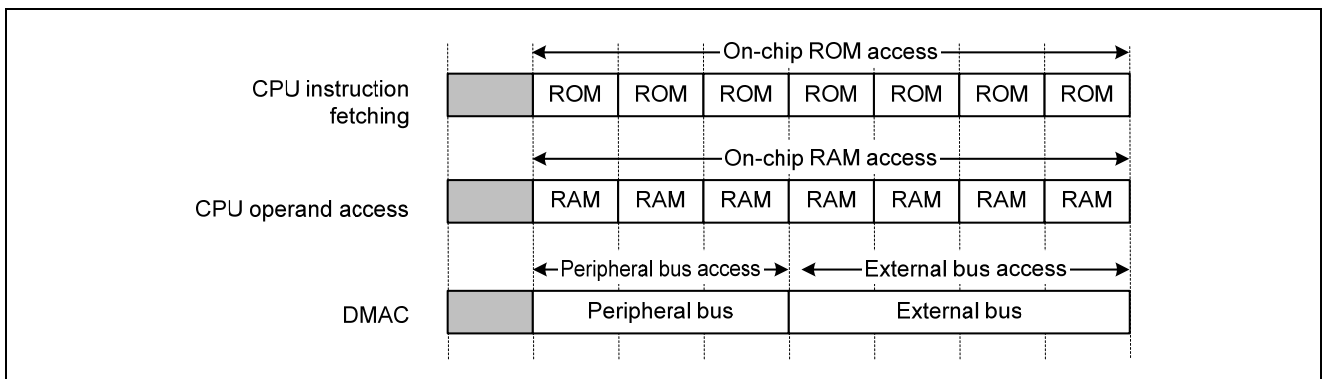 On-chip ROM access
CPU instruction
fetching
ROM ROM ROM ROM ROM ROM ROM
On-chip RAM access
CPU operand access
RAM RAM RAM RAM RAM RAM RAM
Peripheral bus access
External bus access
DMAC
Peripheral bus
External bus